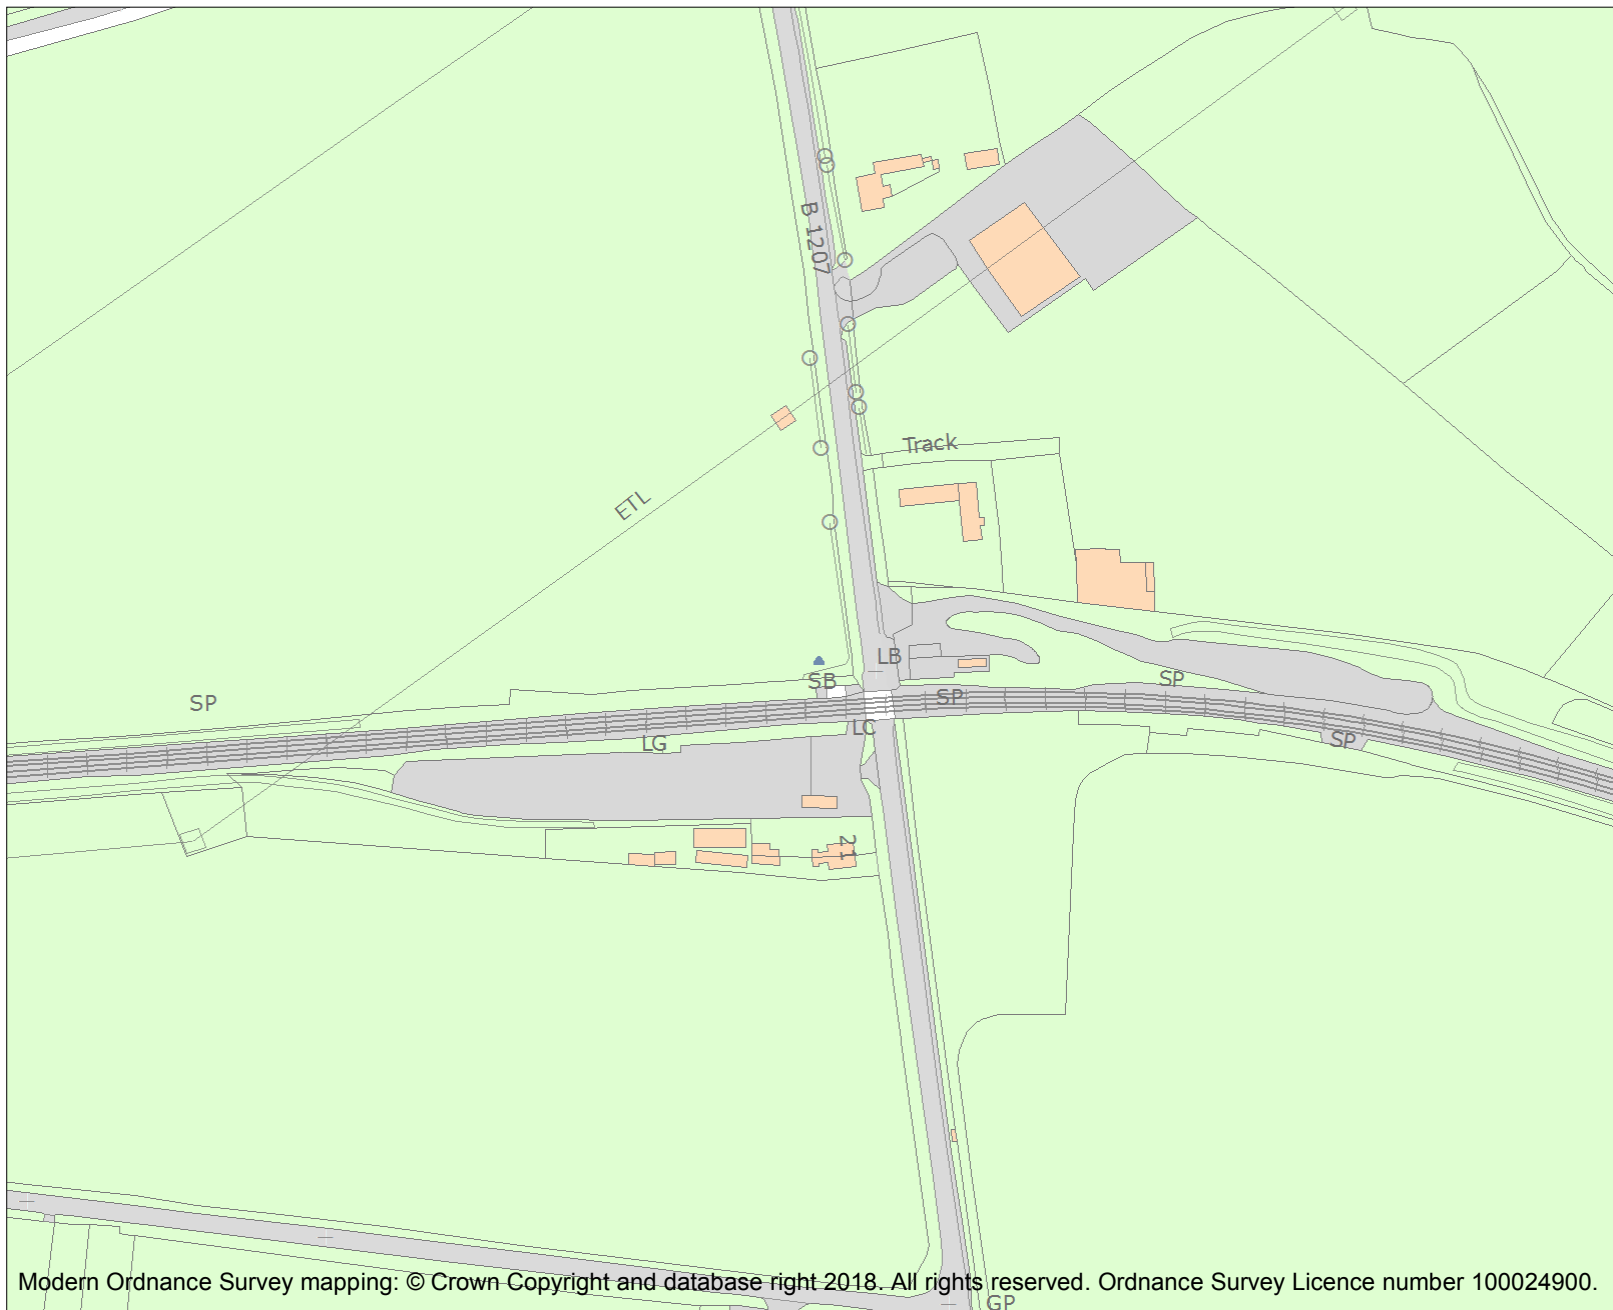 B 1207
Track
ETL
LB
SB
SP
SP
SP
LC
SP
LG
21
Modern Ordnance Survey mapping: © Crown Copyright and database right 2018. All rights reserved. Ordnance Survey Licence number 100024900.
GP